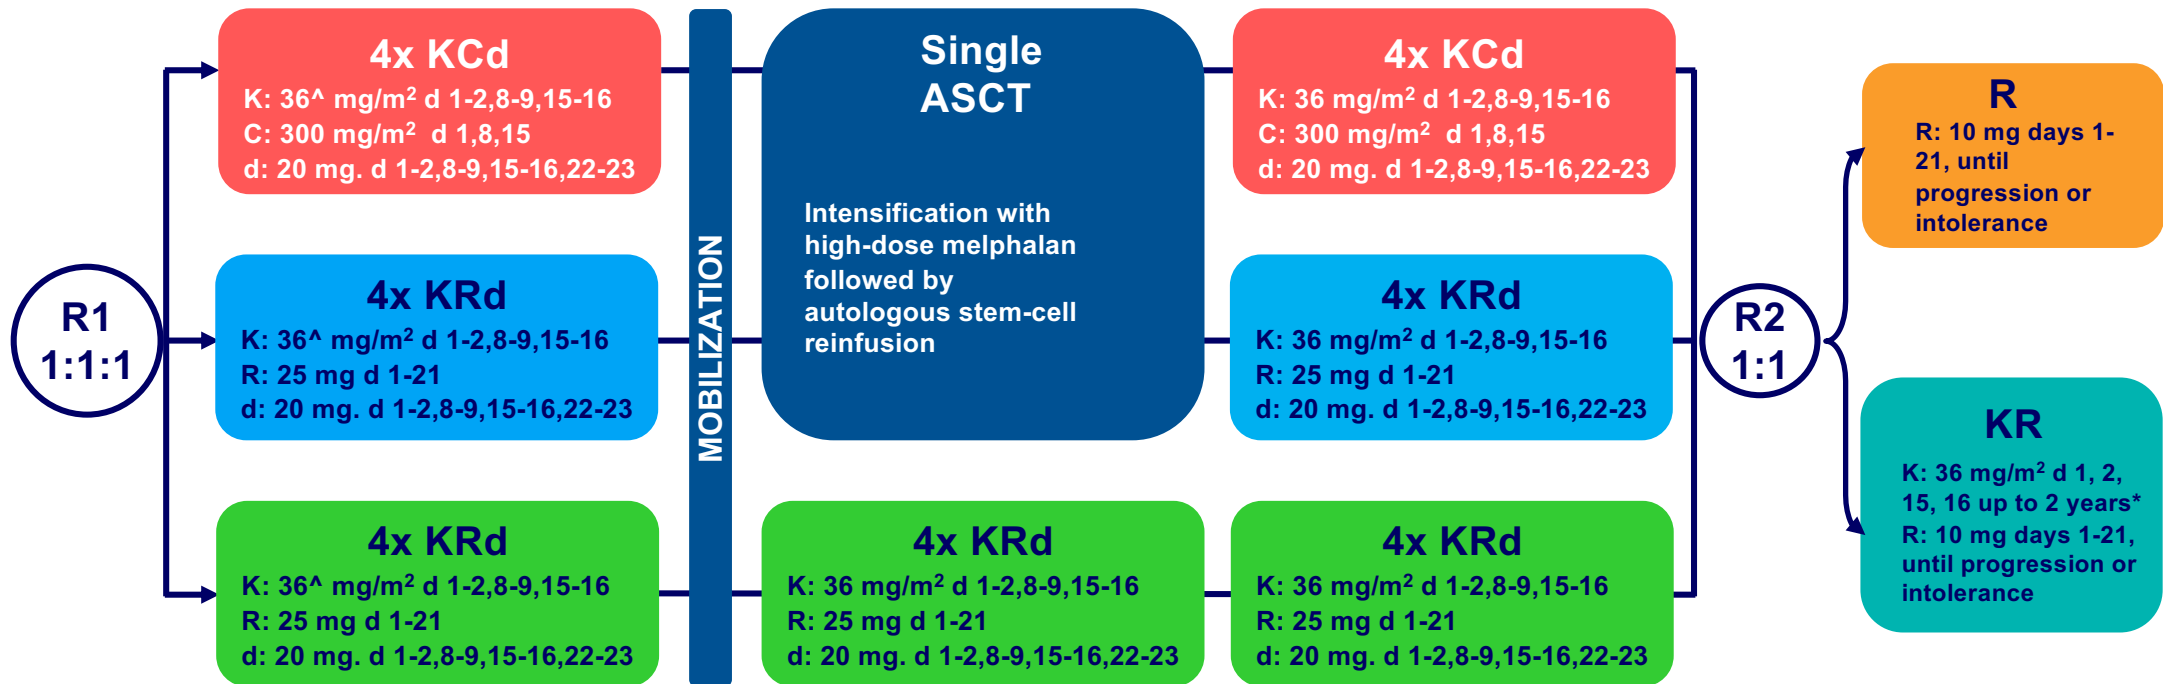 R1
1:1:1
4x KCd
K: 36^ mg/m² d 1-2,8-9,15-16
C: 300 mg/m² d 1,8,15
d: 20 mg. d 1-2,8-9,15-16,22-23
4x KRd
K: 36^ mg/m² d 1-2,8-9,15-16
R: 25 mg d 1-21
d: 20 mg. d 1-2,8-9,15-16,22-23
4x KRd
K: 36^ mg/m² d 1-2,8-9,15-16
R: 25 mg d 1-21
d: 20 mg. d 1-2,8-9,15-16,22-23
MOBILIZATION
Single
ASCT
Intensification with
high-dose melphalan
followed by
autologous stem-cell
reinfusion
4x KRd
K: 36 mg/m² d 1-2,8-9,15-16
R: 25 mg d 1-21
d: 20 mg. d 1-2,8-9,15-16,22-23
4x KCd
K: 36 mg/m² d 1-2,8-9,15-16
C: 300 mg/m² d 1,8,15
d: 20 mg. d 1-2,8-9,15-16,22-23
4x KRd
K: 36 mg/m² d 1-2,8-9,15-16
R: 25 mg d 1-21
d: 20 mg. d 1-2,8-9,15-16,22-23
4x KRd
K: 36 mg/m² d 1-2,8-9,15-16
R: 25 mg d 1-21
d: 20 mg. d 1-2,8-9,15-16,22-23
R2
1:1
R
R: 10 mg days 1-
21, until
progression or
intolerance
KR
K: 36 mg/m² d 1, 2,
15, 16 up to 2 years*
R: 10 mg days 1-21,
until progression or
intolerance